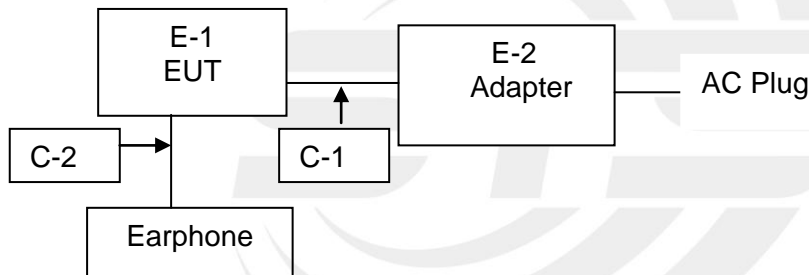 E-1
EUT
E-2
Adapter
AC Plug
C-2
C-1
Earphone